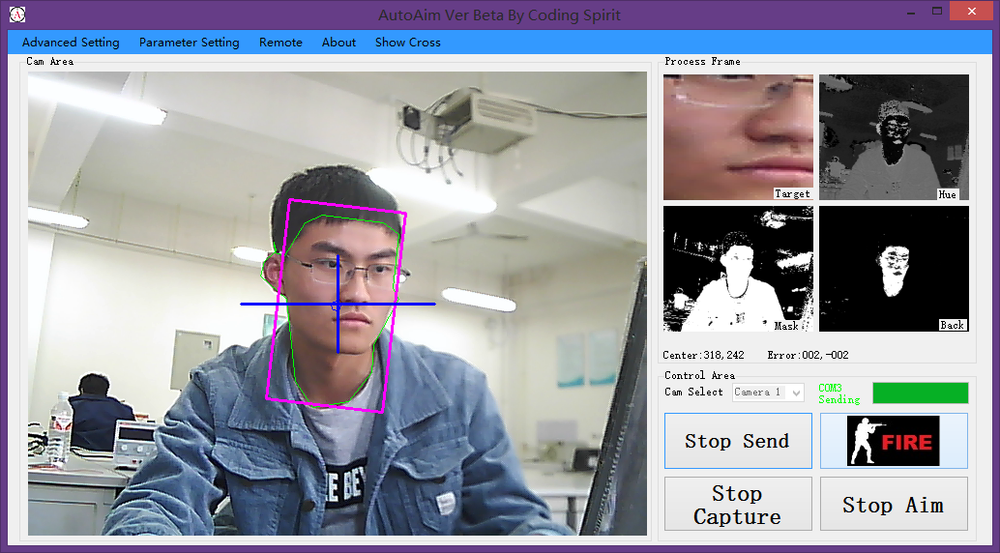 AutoAim Ver Beta By Coding Spirit
Advanced Setting Parameter Setting Remote About Show Cross
Cam Area
Process Frame
Target
Hue
Mask
Back
Center:318,242 Error:002,-002
Control Area
Cam Select Camera 1
COM3
Sending
Stop Send
FIRE
Stop
Capture
Stop Aim